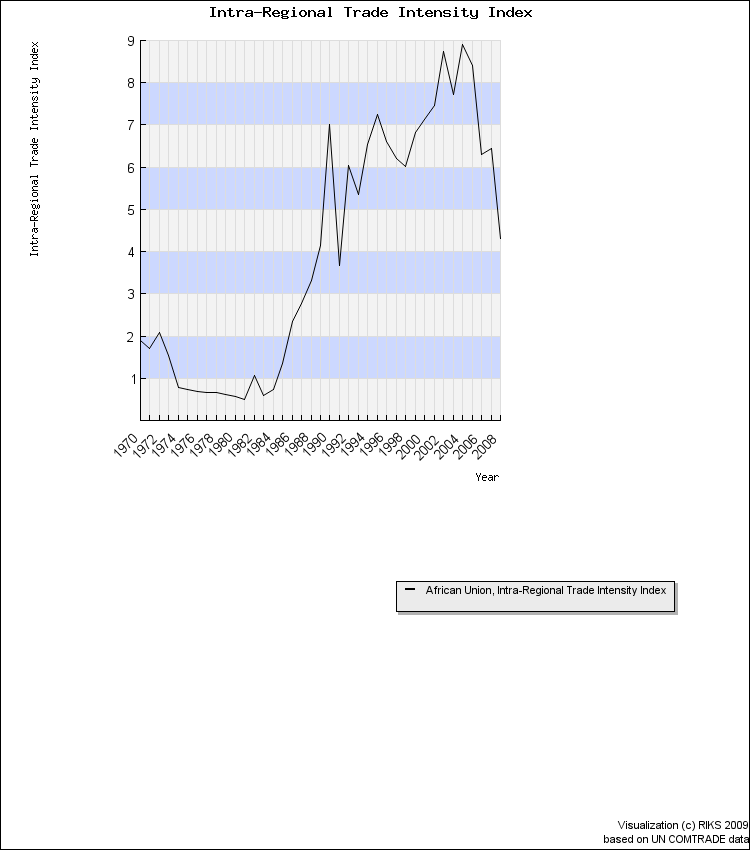 Intra-Regional Trade Intensity Index
Intra-Regional Trade Intensity Index
9
8
7
6
5
4
3
2
1
1970 1972 1974 1976 1978 1980 1982 1984 1986 1988 1990 1992 1994 1996 1998 2000 2002 2004 2006 2008
Year
African Union, Intra-Regional Trade Intensity Index
Visualization (c) RIKS 2009
based on UN COMTRADE data